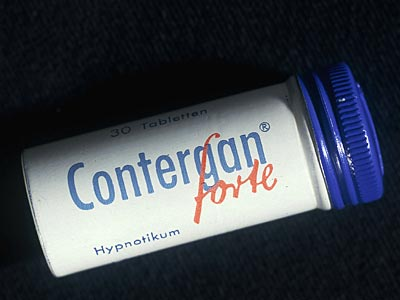 30 Tabletten
Contergan®
forte
Hypnotikum